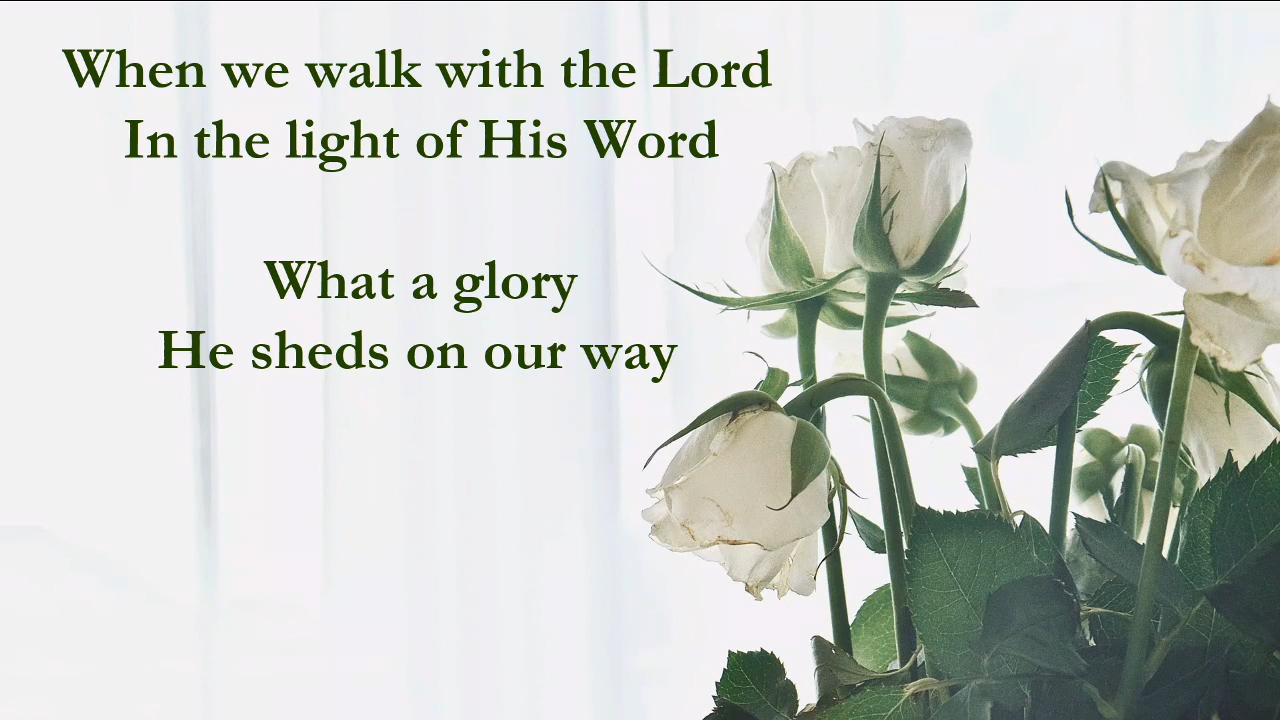 When we walk with the Lord
In the light of His Word
What a glory
He sheds on our way